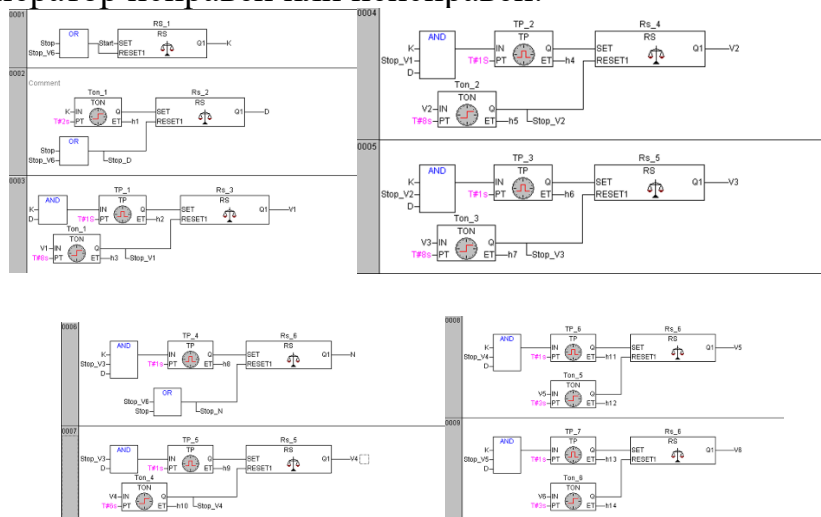 исправен или неисправен.
0001
RS_1
OR
RS
Stop
Start
SET
Q1
K
Stop_V6
RESET1
0002
Comment
Ton_1
Rs_2
TON
RS
K
IN
Q
SET
Q1
D
T#2s
PT
ET
h1
RESET1
OR
Stop
Stop_V6
Stop_D
0003
TP_1
Rs_3
AND
TP
RS
K
IN
Q
SET
Q1
V1
D
T#1S
PT
ET
h2
RESET1
Ton_1
TON
V1
IN
Q
T#8s
PT
ET
h3
Stop_V1
0004
TP_2
Rs_4
AND
TP
RS
K
IN
Q
SET
Q1
V2
Stop_V1
T#1S
PT
ET
h4
RESET1
D
Ton_2
TON
V2
IN
Q
T#8s
PT
ET
h5
Stop_V2
0005
TP_3
Rs_5
AND
TP
RS
K
IN
Q
SET
Q1
V3
Stop_V2
T#1s
PT
ET
h6
RESET1
D
Ton_3
TON
V3
IN
Q
T#8s
PT
ET
h7
Stop_V3
0006
TP_4
Rs_6
AND
TP
RS
K
IN
Q
SET
Q1
N
Stop_V3
T#1s
PT
ET
h8
RESET1
D
OR
Stop_V6
Stop
Stop_N
0007
TP_5
Rs_5
AND
TP
RS
Stop_V3
IN
Q
SET
Q1
V4
D
T#1s
PT
ET
h9
RESET1
Ton_4
TON
V4
IN
Q
T#6s
PT
ET
h10
Stop_V4
0008
TP_6
Rs_6
AND
TP
RS
K
IN
Q
SET
Q1
V5
Stop_V4
T#1s
PT
ET
h11
RESET1
D
Ton_5
TON
V5
IN
Q
T#3s
PT
ET
h12
0009
TP_7
Rs_6
AND
TP
RS
K
IN
Q
SET
Q1
V6
Stop_V5
T#1s
PT
ET
h13
RESET1
D
Ton_6
TON
V6
IN
Q
T#3s
PT
ET
h14